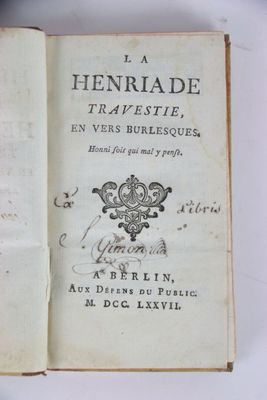 LA
HENRIADE
TRAVESTIE,
EN VERS BURLESQUES.
Honni ſoit qui mal y penſe.
Ex Libris
A BERLIN,
AUX DÉPENS DU PUBLIC.
M. DCC. LXXVII.